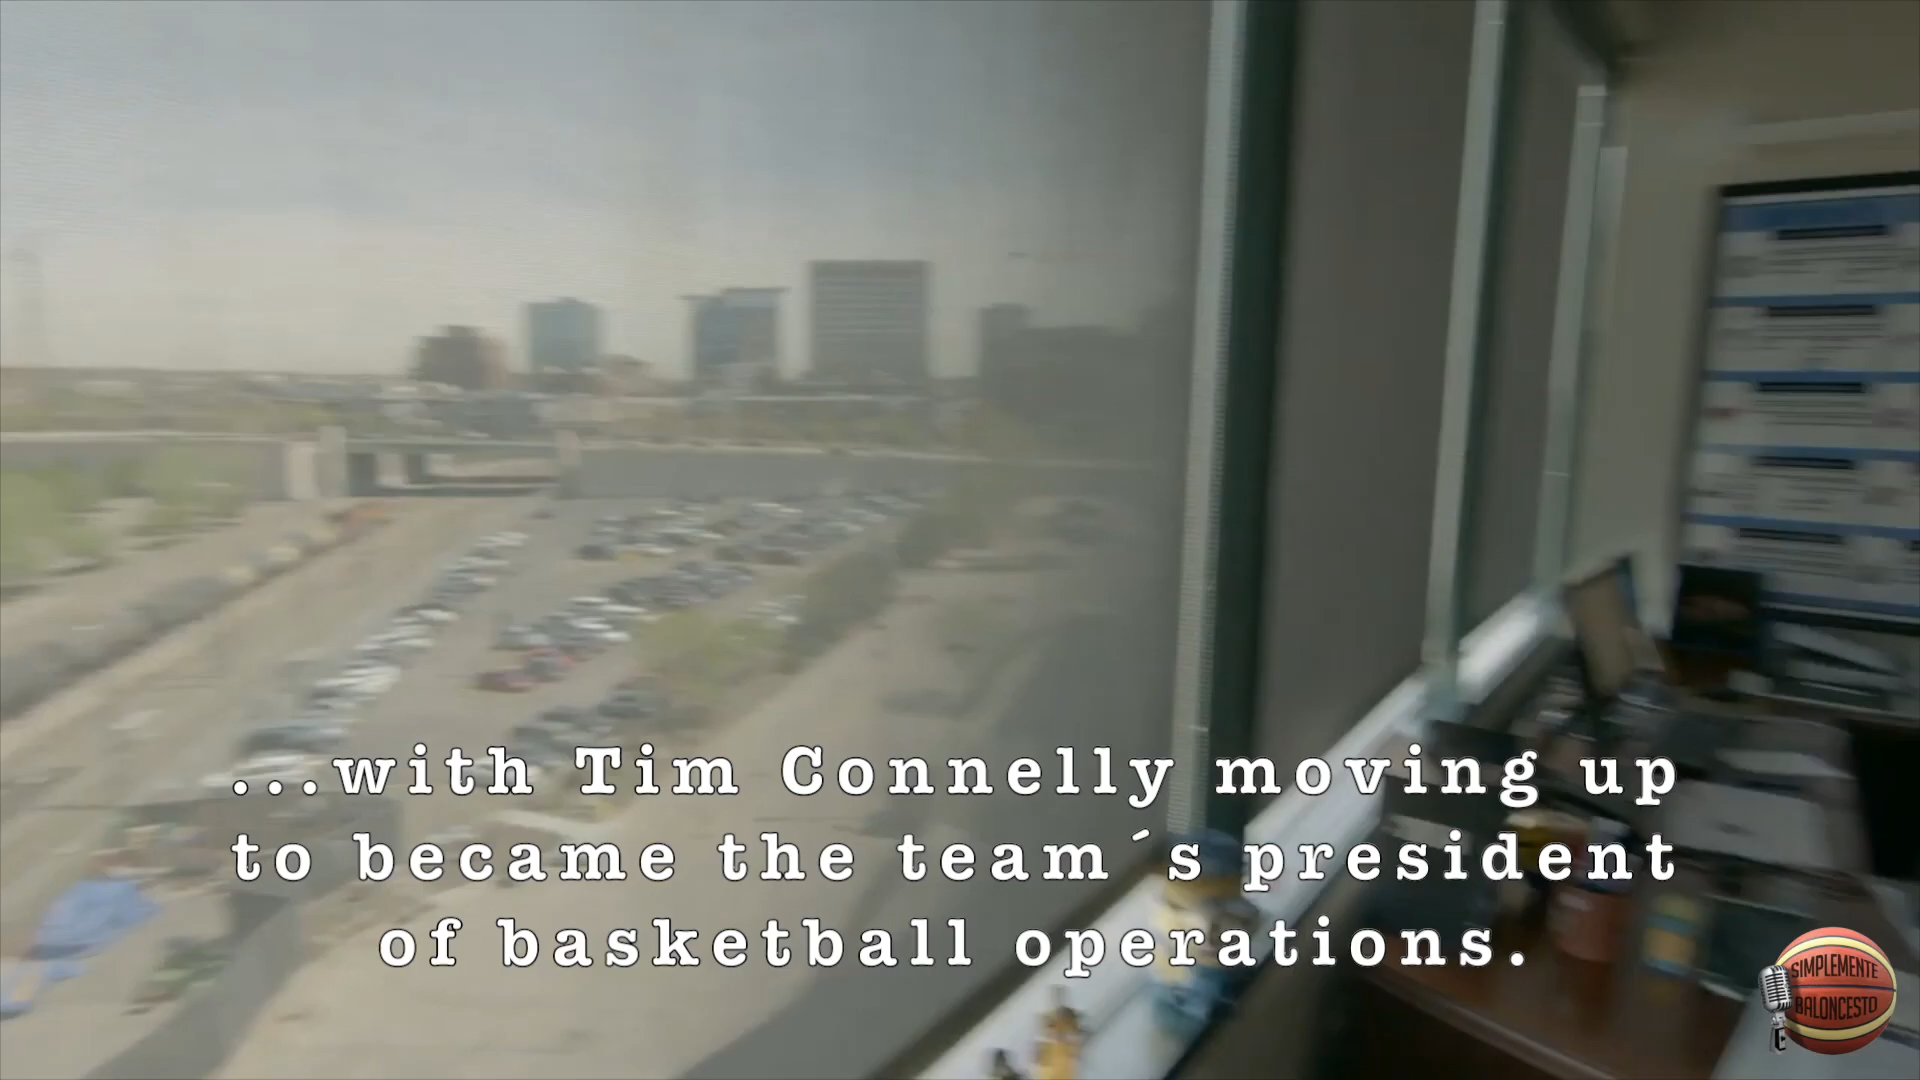 ...with Tim Connelly moving up
to became the team´s president
of basketball operations.
SIMPLEMENTE
BALONCESTO